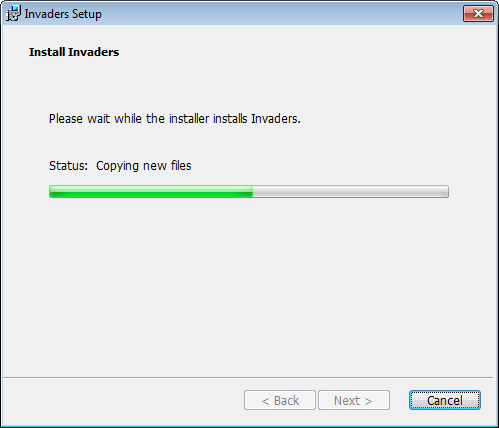 Invaders Setup
Install Invaders
Please wait while the installer installs Invaders.
Status: Copying new files
< Back Next > Cancel